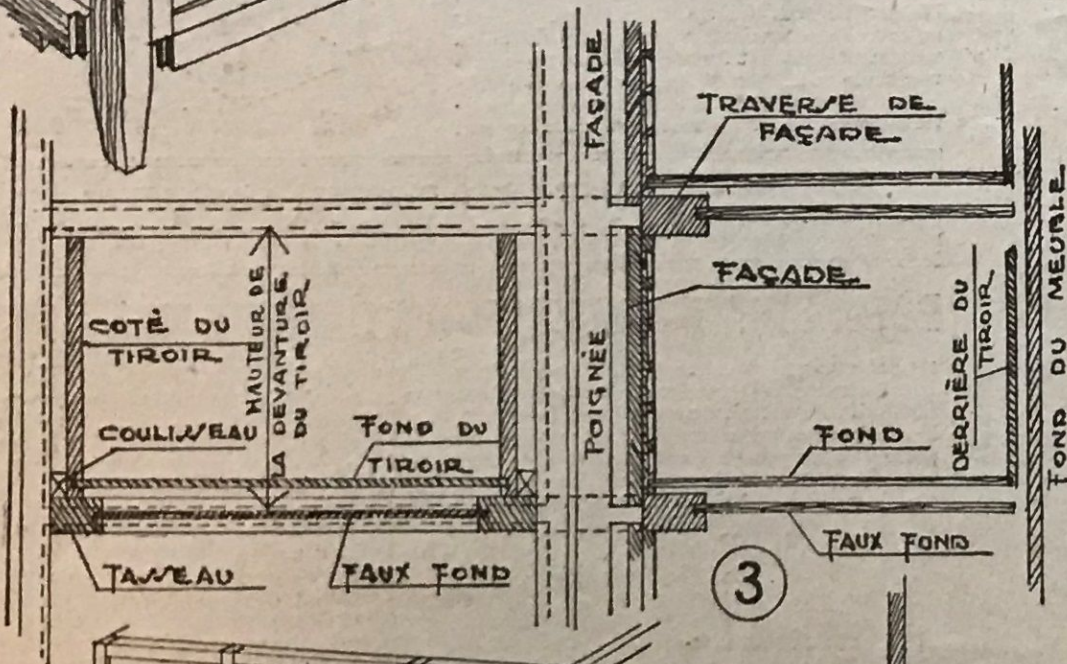 FAÇADE
TRAVERSE DE
FAÇADE
FAÇADE
COTÉ DU
TIROIR
HAUTEUR DE
LA DEVANTURE
DU TIROIR
POIGNÉE
DERRIÈRE DU
TIROIR
FOND DU MEUBLE
COULISSEAU
FOND DU
TIROIR
FOND
TASSEAU
FAUX FOND
FAUX FOND
3